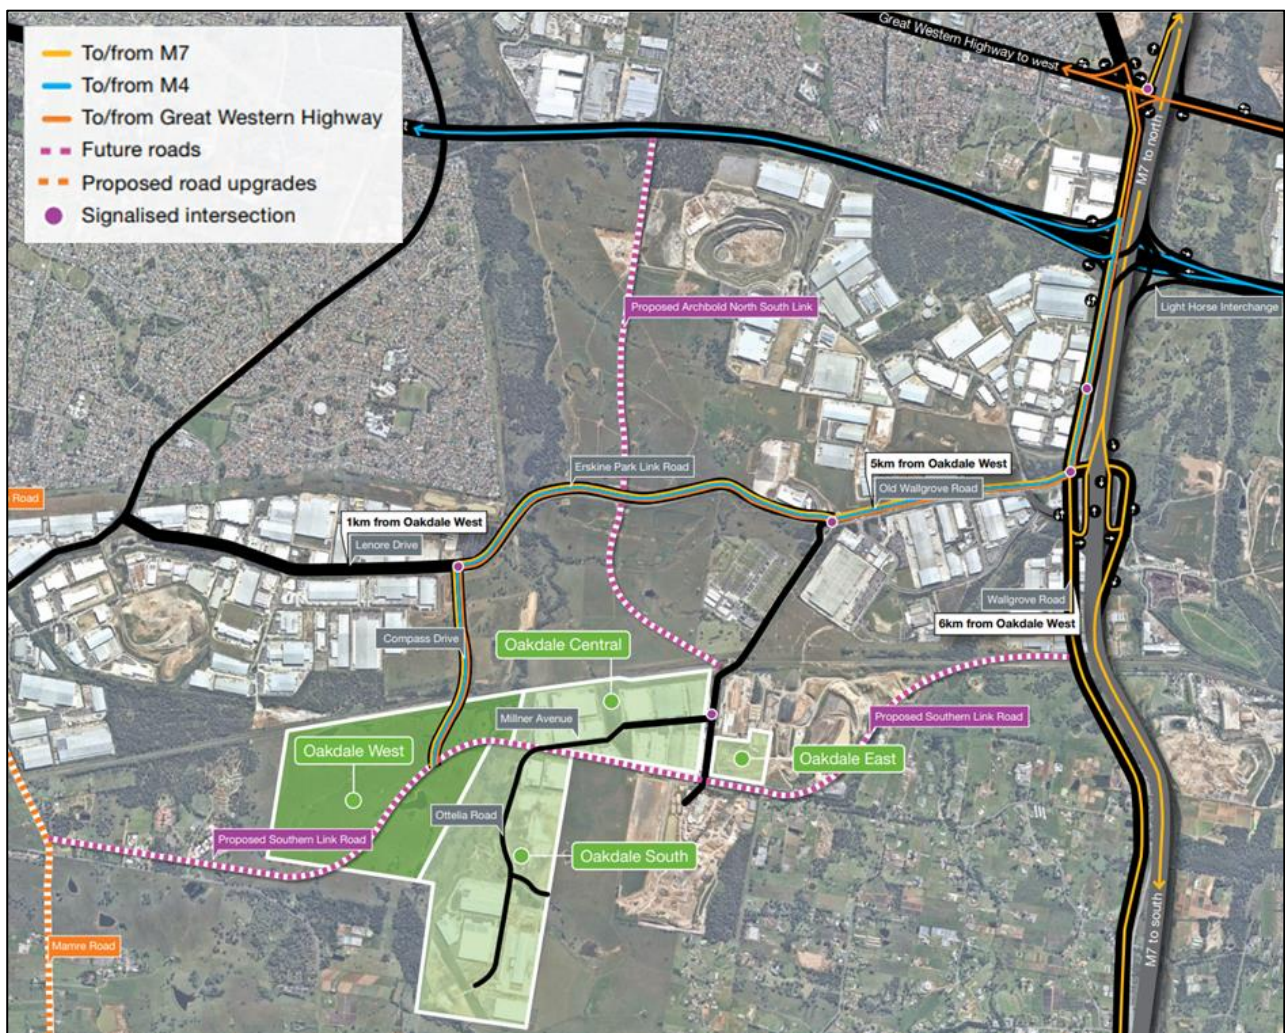 To/from M7
To/from M4
To/from Great Western Highway
Future roads
Proposed road upgrades
Signalised intersection
Great Western Highway to west
M7 to north
Proposed Archbold North South Link
Light Horse Interchange
Erskine Park Link Road
5km from Oakdale West
Old Wallgrove Road
Road
1km from Oakdale West
Lenore Drive
Wallgrove Road
6km from Oakdale West
Compass Drive
Oakdale Central
Millner Avenue
Proposed Southern Link Road
Oakdale West
Oakdale East
Ottelia Road
Proposed Southern Link Road
Oakdale South
Mamre Road
M7 to south